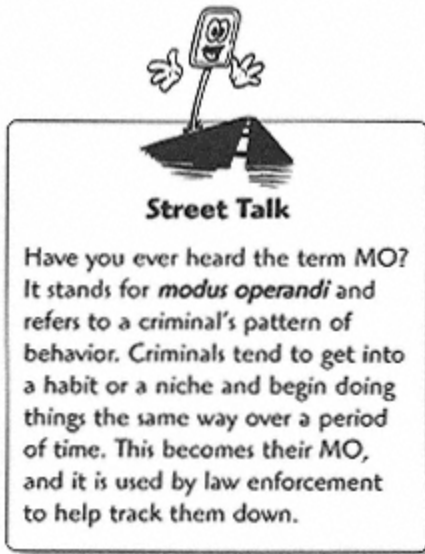 Street Talk
Have you ever heard the term MO?
It stands for modus operandi and
refers to a criminal's pattern of
behavior. Criminals tend to get into
a habit or a niche and begin doing
things the same way over a period
of time. This becomes their MO,
and it is used by law enforcement
to help track them down.